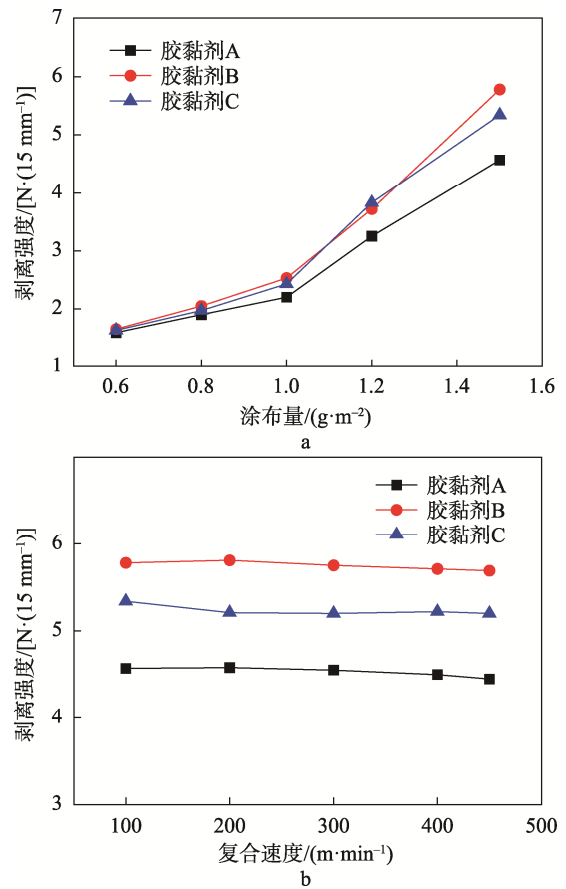 7
6
5
4
3
2
1
剥离强度/[N·(15 mm⁻¹)]
胶黏剂A
胶黏剂B
胶黏剂C
0.6 0.8 1.0 1.2 1.4 1.6
涂布量/(g·m⁻²)
a
6
5
4
3
剥离强度/[N·(15 mm⁻¹)]
胶黏剂A
胶黏剂B
胶黏剂C
100 200 300 400 500
复合速度/(m·min⁻¹)
b